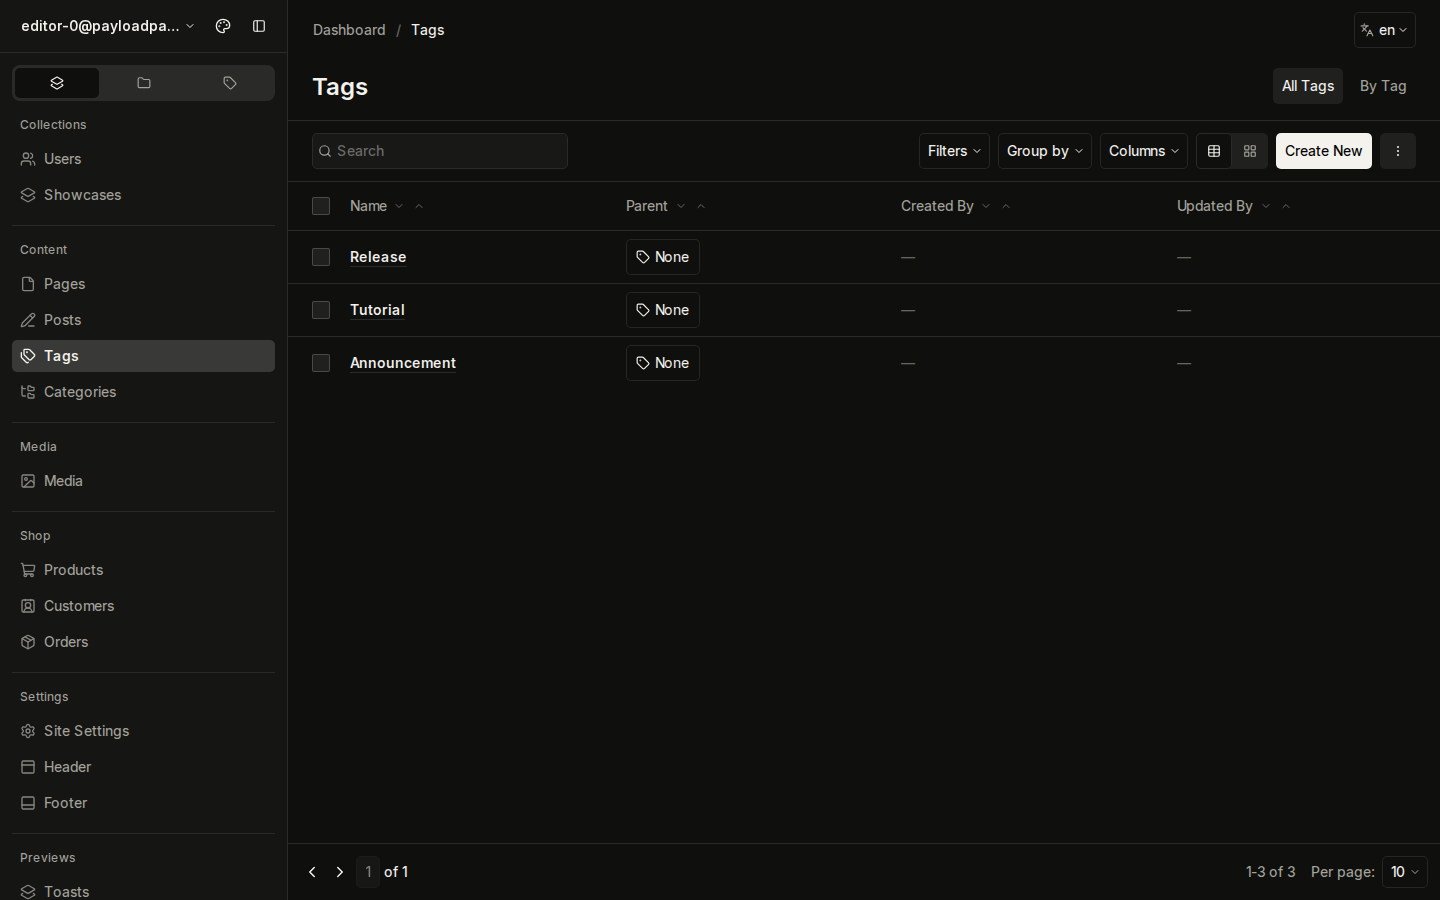 editor-0@payloadpa...
Dashboard / Tags
en
Tags
All Tags
By Tag
Collections
Users
Showcases
Content
Pages
Posts
Tags
Categories
Media
Media
Shop
Products
Customers
Orders
Settings
Site Settings
Header
Footer
Previews
Toasts
Search
Filters
Group by
Columns
Create New
Name Parent Created By Updated By
Release None — —
Tutorial None — —
Announcement None — —
1 of 1
1-3 of 3 Per page: 10